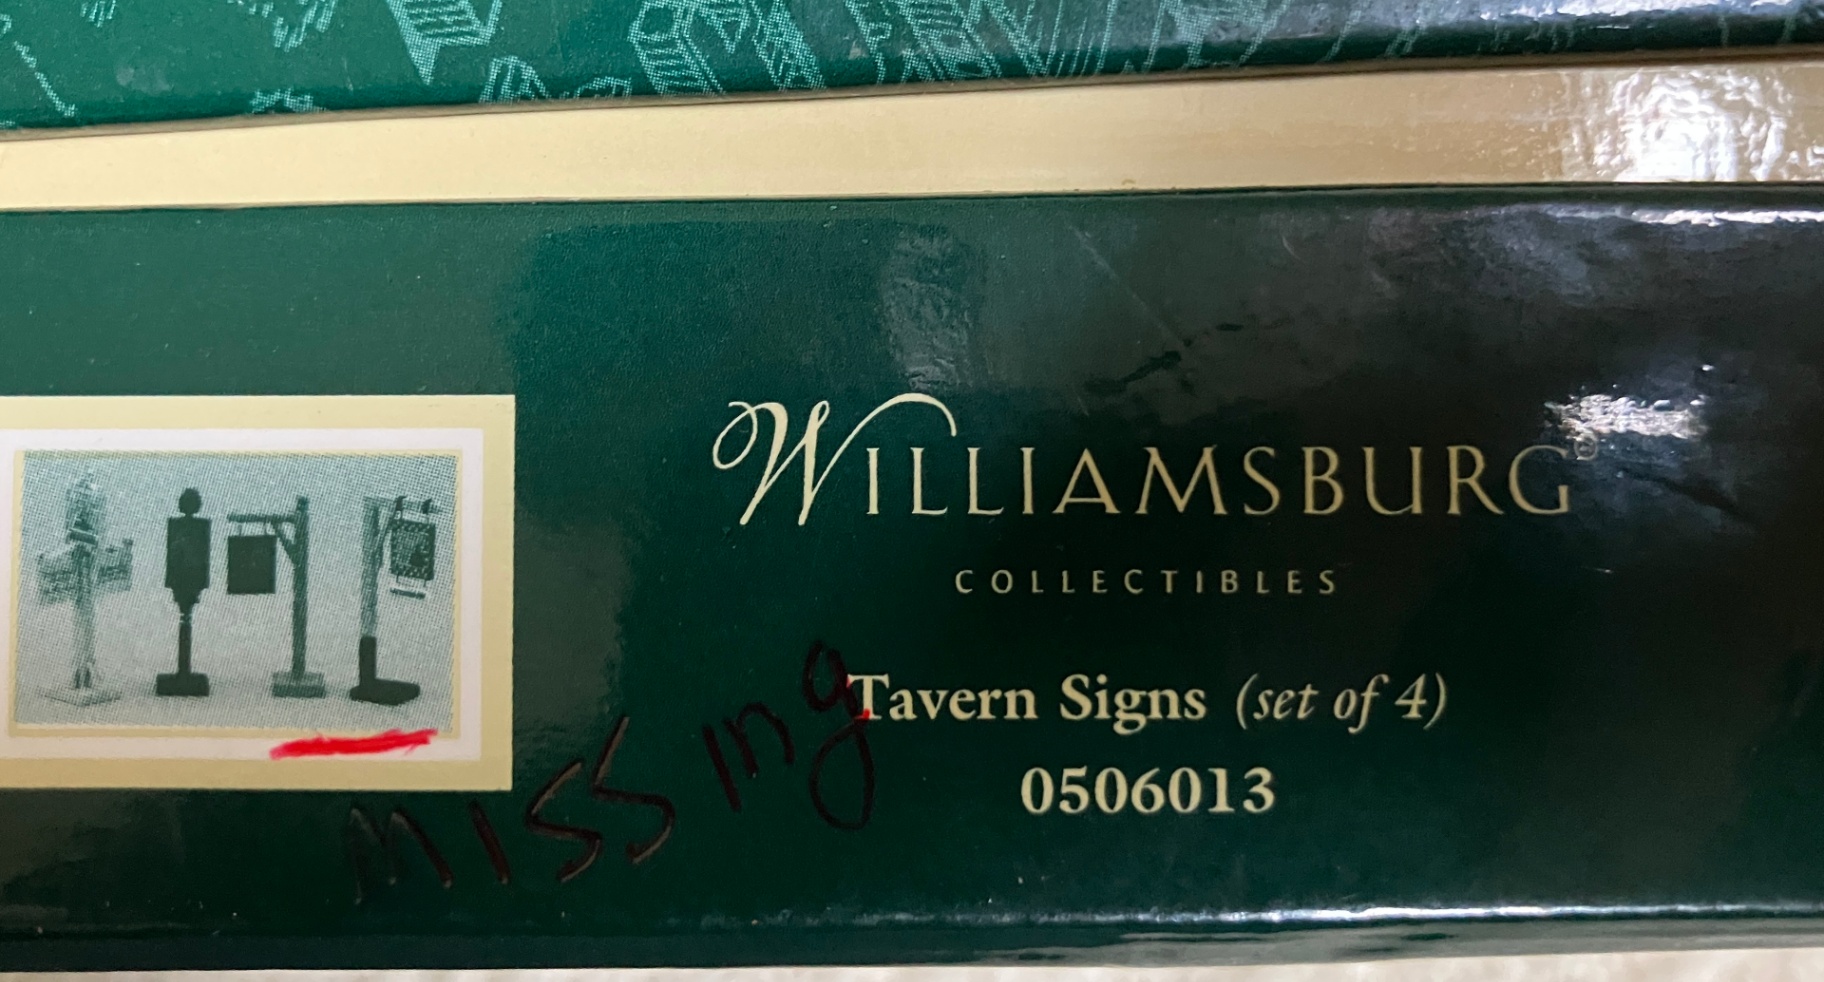 WILLIAMSBURG®
COLLECTIBLES
Tavern Signs (set of 4)
0506013
Missing